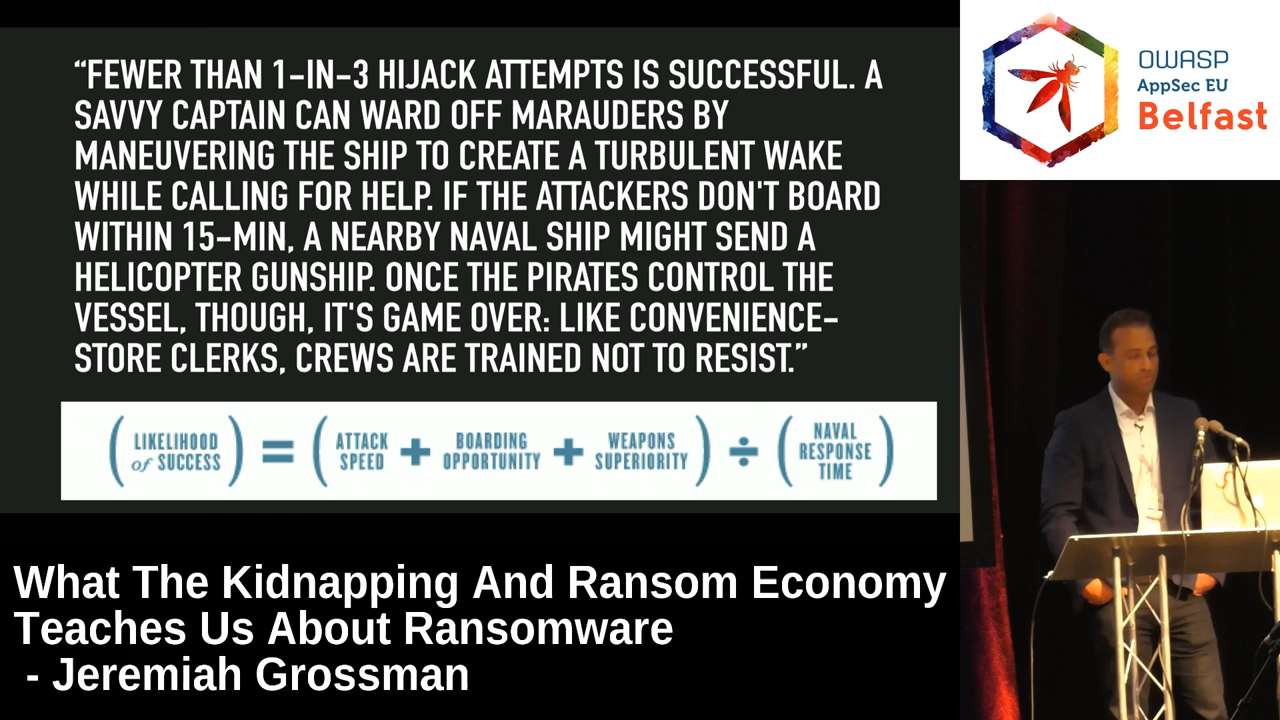 “FEWER THAN 1-IN-3 HIJACK ATTEMPTS IS SUCCESSFUL. A
SAVVY CAPTAIN CAN WARD OFF MARAUDERS BY
MANEUVERING THE SHIP TO CREATE A TURBULENT WAKE
WHILE CALLING FOR HELP. IF THE ATTACKERS DON'T BOARD
WITHIN 15-MIN, A NEARBY NAVAL SHIP MIGHT SEND A
HELICOPTER GUNSHIP. ONCE THE PIRATES CONTROL THE
VESSEL, THOUGH, IT'S GAME OVER: LIKE CONVENIENCE-
STORE CLERKS, CREWS ARE TRAINED NOT TO RESIST.”
( LIKELIHOOD
of SUCCESS ) = ( ATTACK
SPEED + BOARDING
OPPORTUNITY + WEAPONS
SUPERIORITY ) ÷ ( NAVAL
RESPONSE
TIME )
What The Kidnapping And Ransom Economy
Teaches Us About Ransomware
- Jeremiah Grossman
OWASP
AppSec EU
Belfast